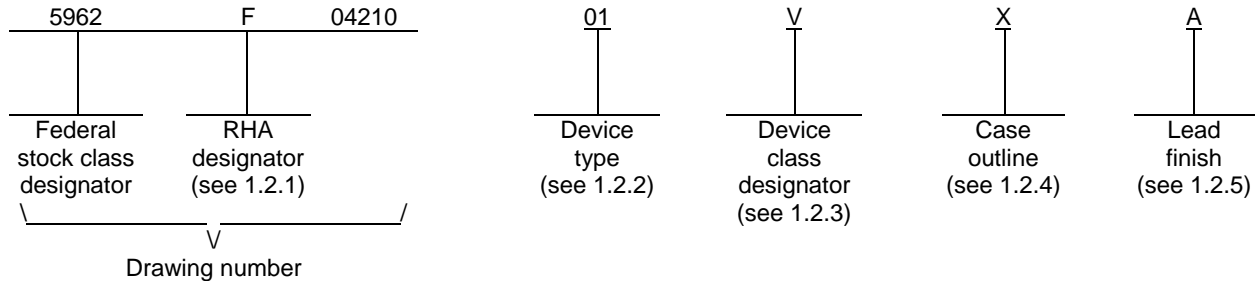 5962 F 04210 01 V X A
Federal stock class designator
RHA designator (see 1.2.1)
Device type (see 1.2.2)
Device class designator (see 1.2.3)
Case outline (see 1.2.4)
Lead finish (see 1.2.5)
Drawing number